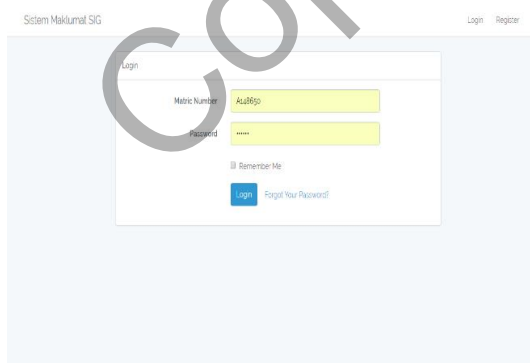 Sistem Maklumat SIG
Login Register
Login
Matric Number A148650
Password ••••••
Remember Me
Login Forgot Your Password?